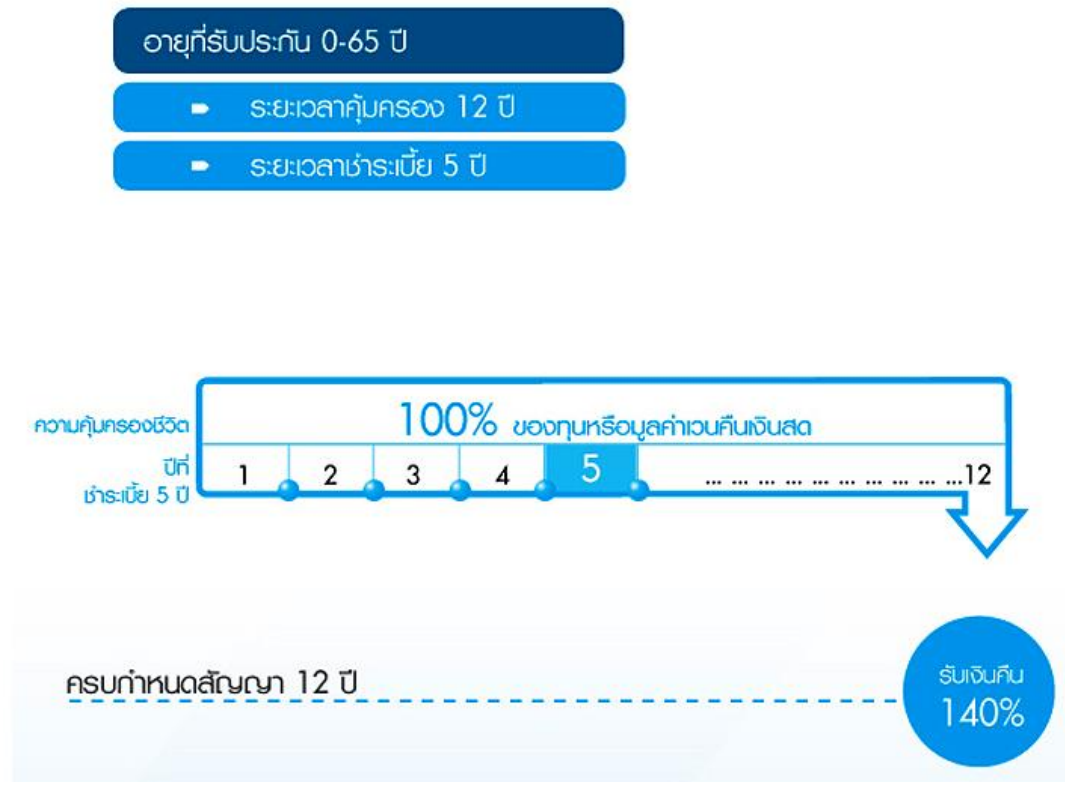 อายุที่รับประกัน 0-65 ปี
ระยะเวลาคุ้มครอง 12 ปี
ระยะเวลาชำระเบี้ย 5 ปี
ความคุ้มครองชีวิต
100% ของทุนหรือมูลค่าเวนคืนเงินสด
ปีที่
ชำระเบี้ย 5 ปี
1 2 3 4 5 ... ... ... ... ... ... ... ... ... ...12
ครบกำหนดสัญญา 12 ปี
รับเงินคืน
140%